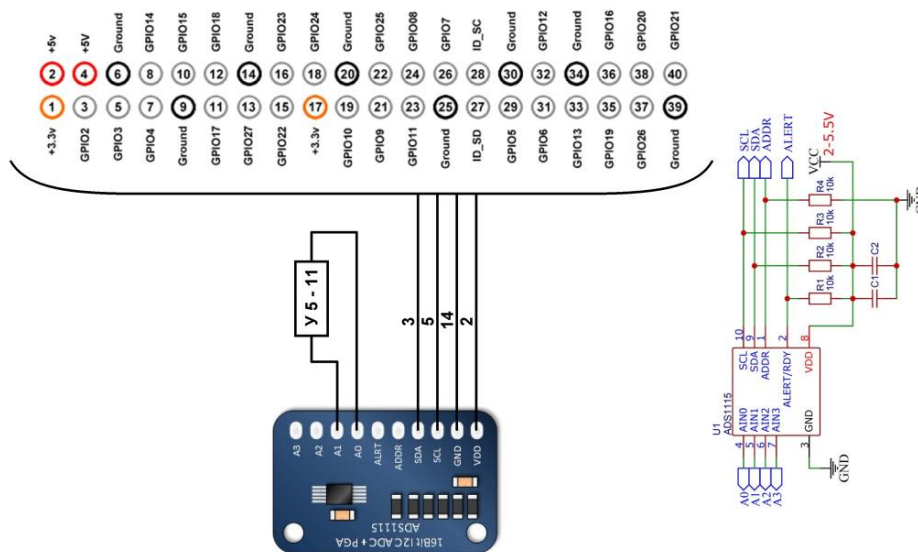 +5v
+5V
Ground
GPIO14
GPIO15
GPIO18
Ground
GPIO23
GPIO24
Ground
GPIO25
GPIO08
GPIO7
ID_SC
Ground
GPIO12
Ground
GPIO16
GPIO20
GPIO21
2 4 6 8 10 12 14 16 18 20 22 24 26 28 30 32 34 36 38 40
1 3 5 7 9 11 13 15 17 19 21 23 25 27 29 31 33 35 37 39
+3.3v
GPIO2
GPIO3
GPIO4
Ground
GPIO17
GPIO27
GPIO22
+3.3v
GPIO10
GPIO9
GPIO11
Ground
ID_SD
GPIO5
GPIO6
GPIO13
GPIO19
GPIO26
Ground
У 5 - 11
3
5
14
2
A3
A2
A1
A0
ALRT
ADDR
SDA
SCL
GND
VDD
16Bit I2C ADC + PGA
ADS1115
SCL
SDA
ADDR
ALERT
VCC
2-5.5V
R4
10k
R3
10k
R2
10k
R1
10k
GND
C2
C1
10
9
1
2
8
SCL
SDA
ADDR
ALERT/RDY
VDD
U1
ADS1115
AIN0
AIN1
AIN2
AIN3
GND
4
5
6
7
3
A0
A1
A2
A3
GND